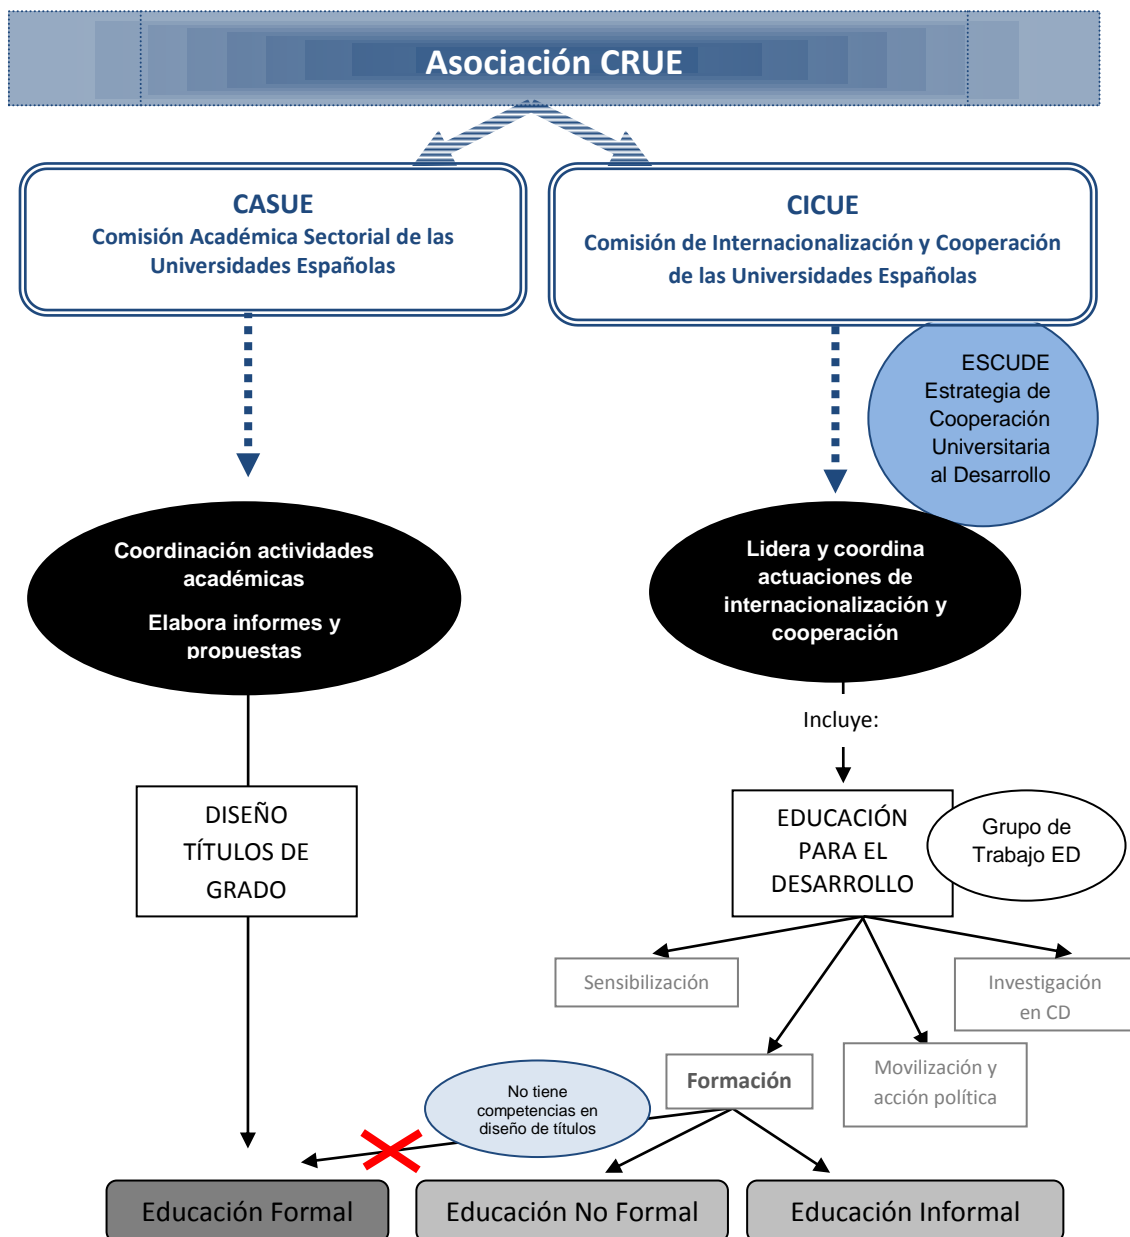 Asociación CRUE
CASUE
Comisión Académica Sectorial de las
Universidades Españolas
CICUE
Comisión de Internacionalización y Cooperación
de las Universidades Españolas
ESCUDE
Estrategia de
Cooperación
Universitaria
al Desarrollo
Coordinación actividades
académicas
Elabora informes y
propuestas
Lidera y coordina
actuaciones de
internacionalización y
cooperación
Incluye:
DISEÑO
TÍTULOS DE
GRADO
EDUCACIÓN
PARA EL
DESARROLLO
Grupo de
Trabajo ED
Sensibilización
Investigación
en CD
Formación
Movilización y
acción política
No tiene
competencias en
diseño de títulos
Educación Formal
Educación No Formal
Educación Informal